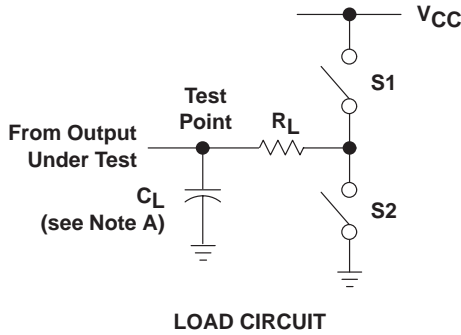 VCC
S1
Test
Point
RL
From Output
Under Test
CL
(see Note A)
S2
LOAD CIRCUIT